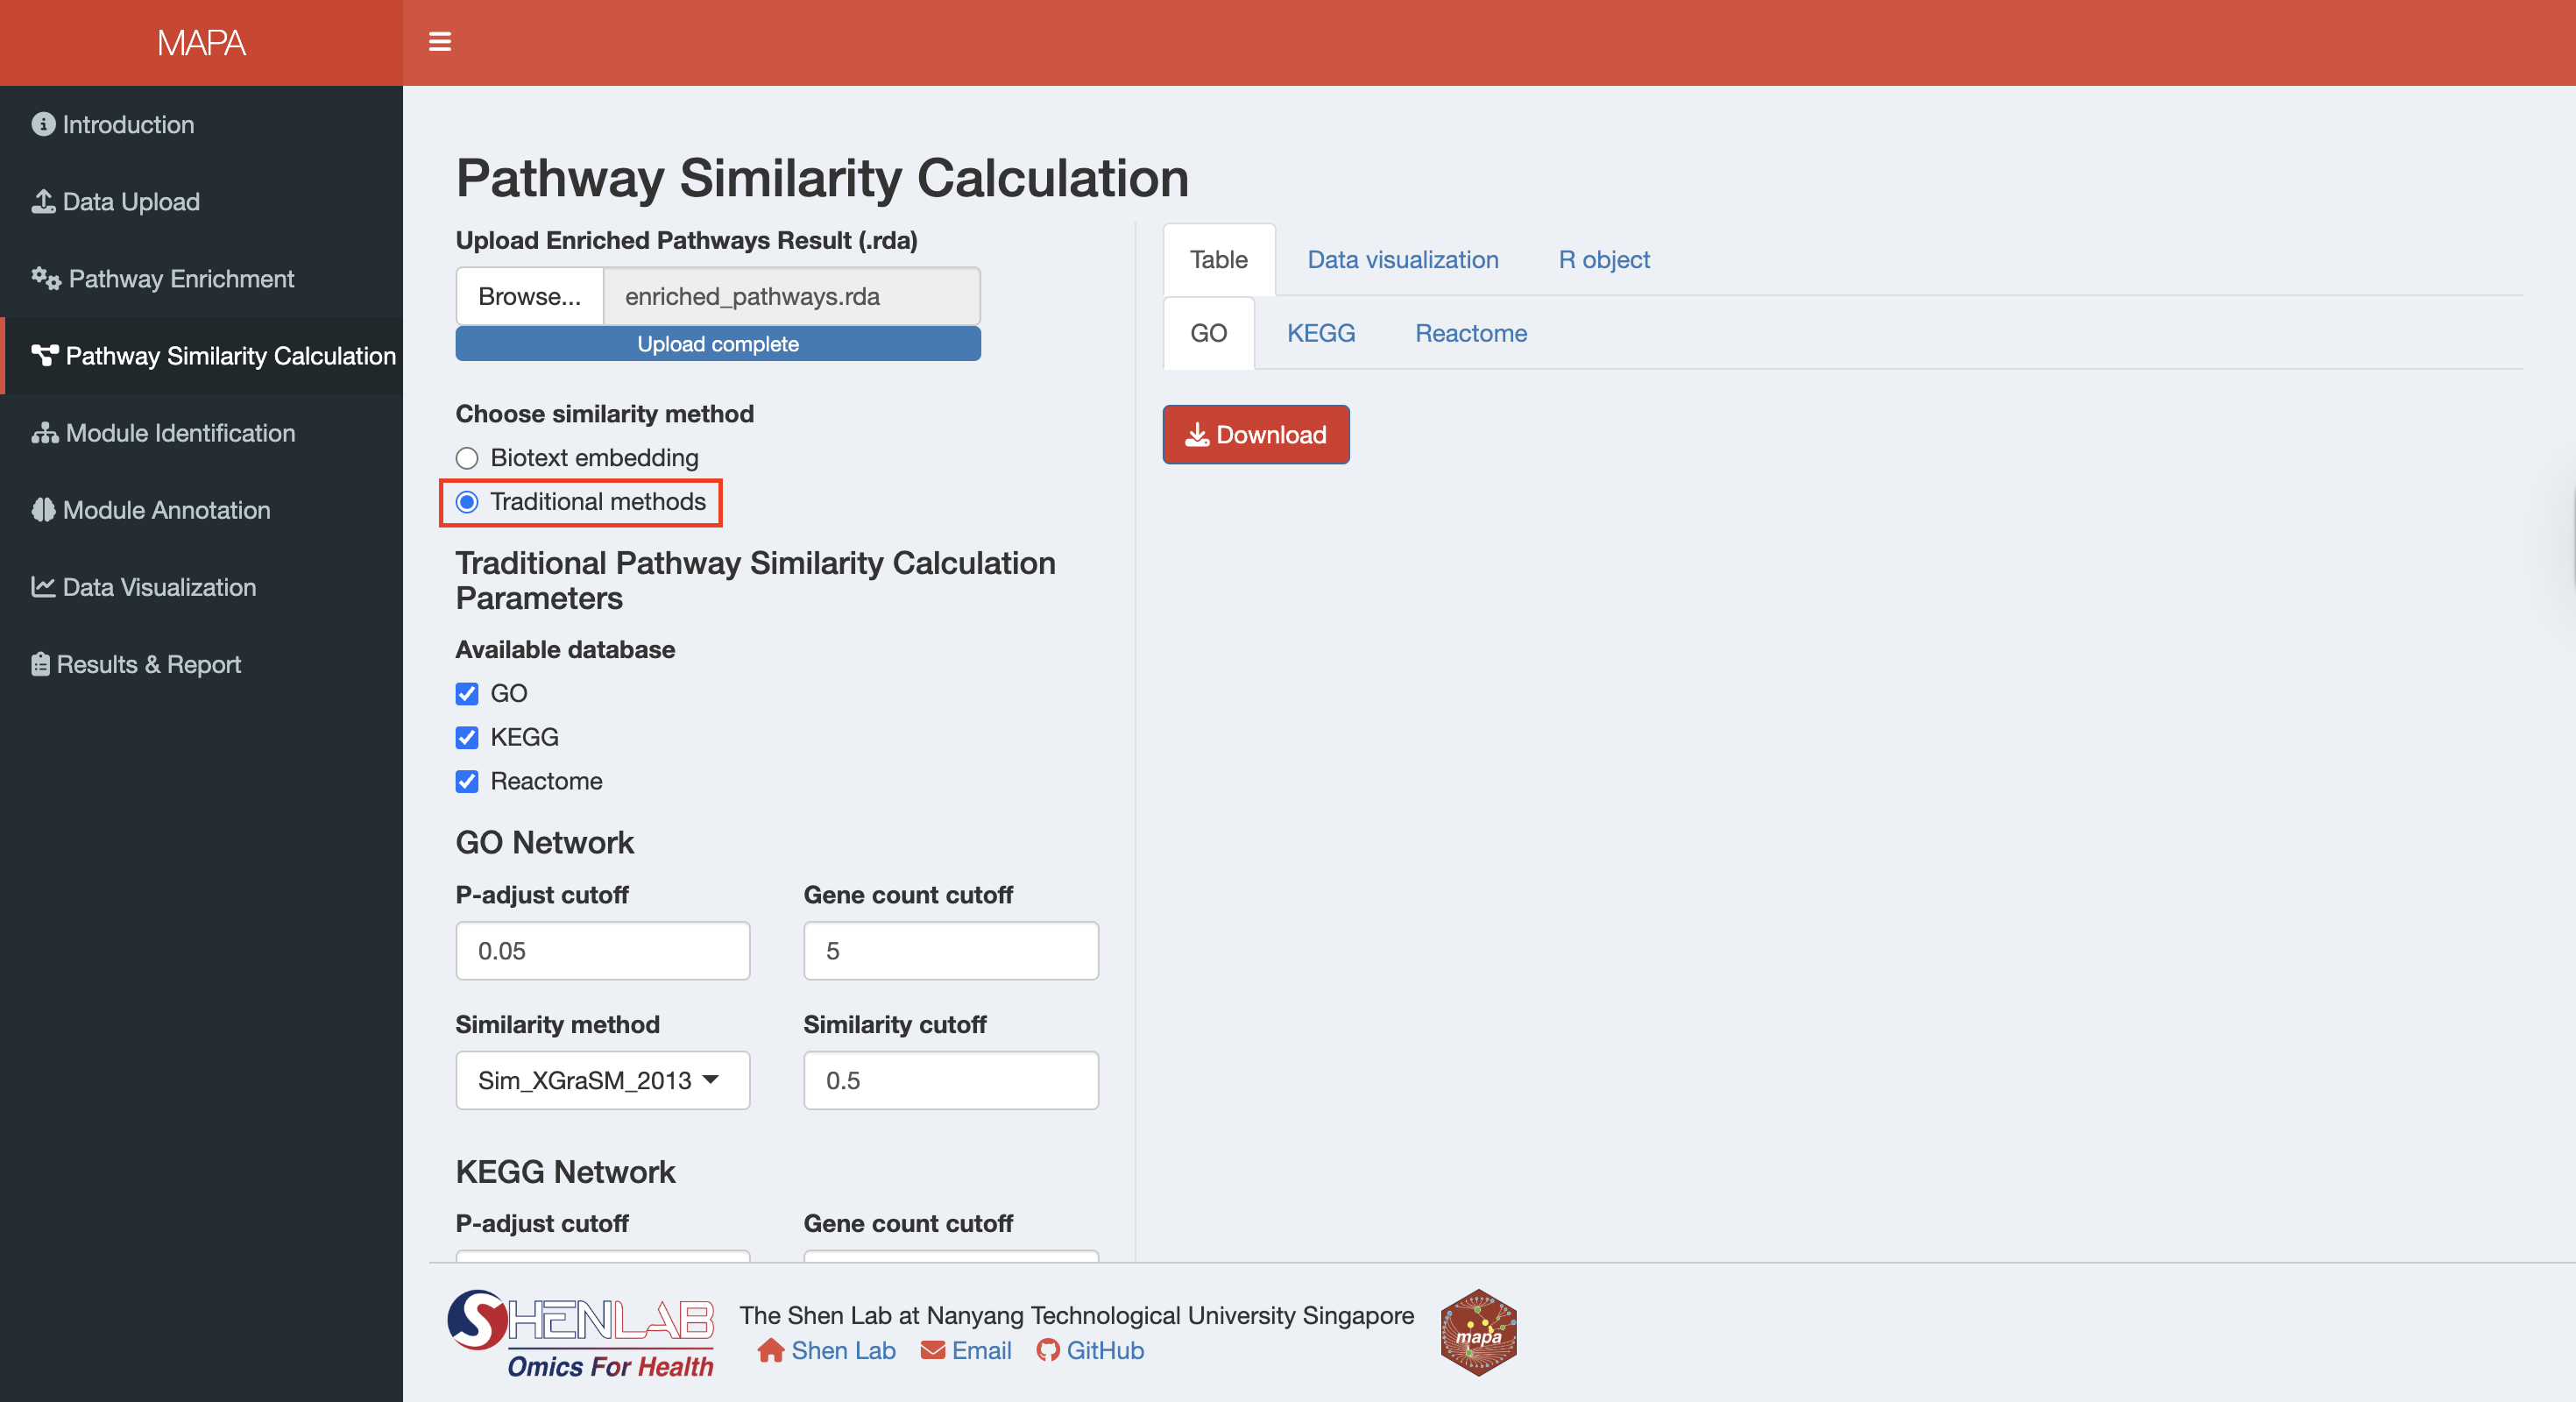 MAPA
Introduction
Data Upload
Pathway Enrichment
Pathway Similarity Calculation
Module Identification
Module Annotation
Data Visualization
Results & Report
Pathway Similarity Calculation
Upload Enriched Pathways Result (.rda)
Browse... enriched_pathways.rda
Upload complete
Choose similarity method
Biotext embedding
Traditional methods
Traditional Pathway Similarity Calculation
Parameters
Available database
GO
KEGG
Reactome
GO Network
P-adjust cutoff Gene count cutoff
0.05 5
Similarity method Similarity cutoff
Sim_XGraSM_2013 0.5
KEGG Network
P-adjust cutoff Gene count cutoff
Table Data visualization R object
GO KEGG Reactome
Download
SHENLAB
Omics For Health
The Shen Lab at Nanyang Technological University Singapore
Shen Lab Email GitHub
mapa